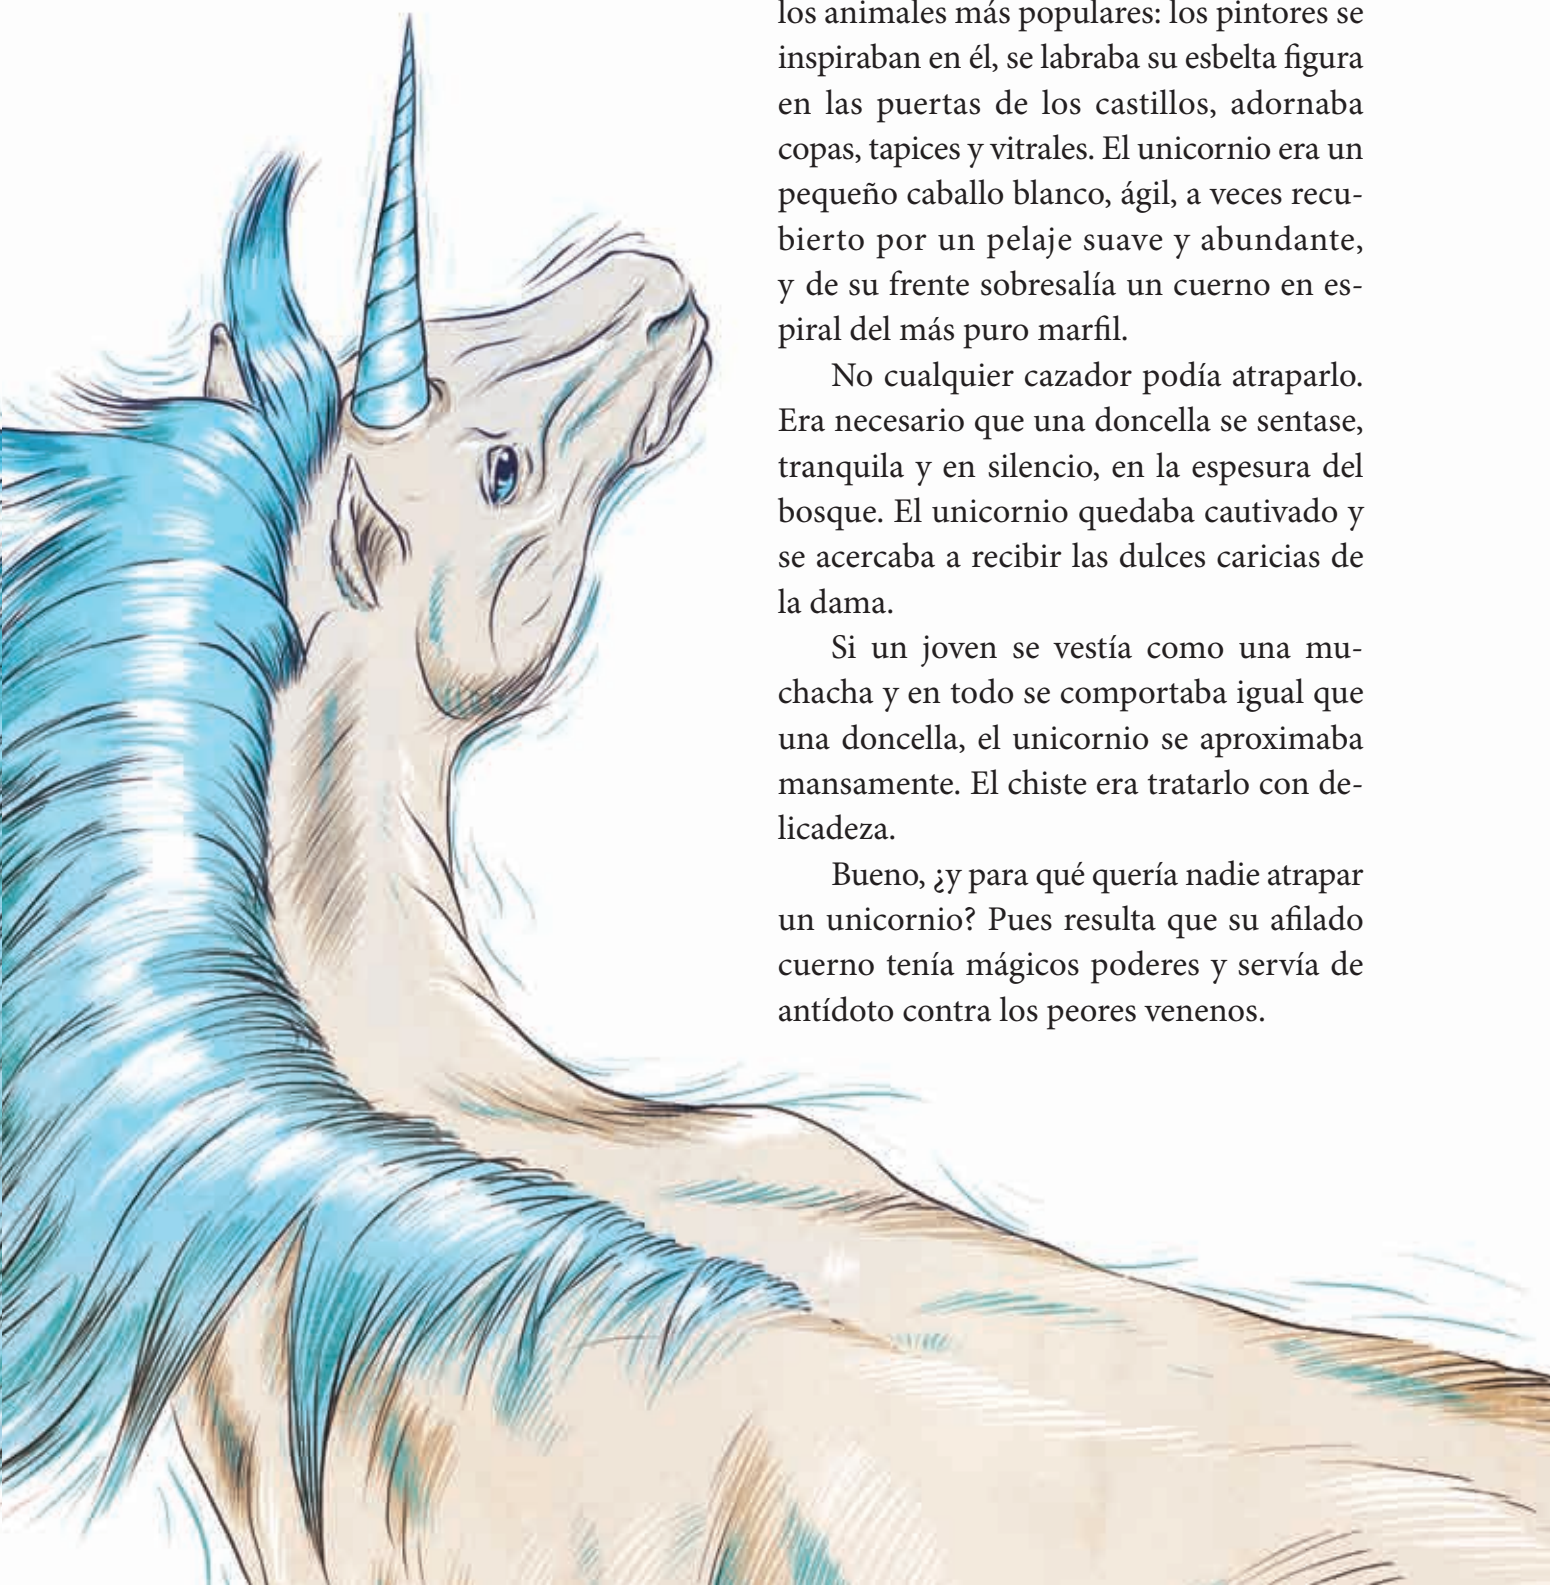 los animales más populares: los pintores se
inspiraban en él, se labraba su esbelta figura
en las puertas de los castillos, adornaba
copas, tapices y vitrales. El unicornio era un
pequeño caballo blanco, ágil, a veces recu-
bierto por un pelaje suave y abundante,
y de su frente sobresalía un cuerno en es-
piral del más puro marfil.
No cualquier cazador podía atraparlo.
Era necesario que una doncella se sentase,
tranquila y en silencio, en la espesura del
bosque. El unicornio quedaba cautivado y
se acercaba a recibir las dulces caricias de
la dama.
Si un joven se vestía como una mu-
chacha y en todo se comportaba igual que
una doncella, el unicornio se aproximaba
mansamente. El chiste era tratarlo con de-
licadeza.
Bueno, ¿y para qué quería nadie atrapar
un unicornio? Pues resulta que su afilado
cuerno tenía mágicos poderes y servía de
antídoto contra los peores venenos.